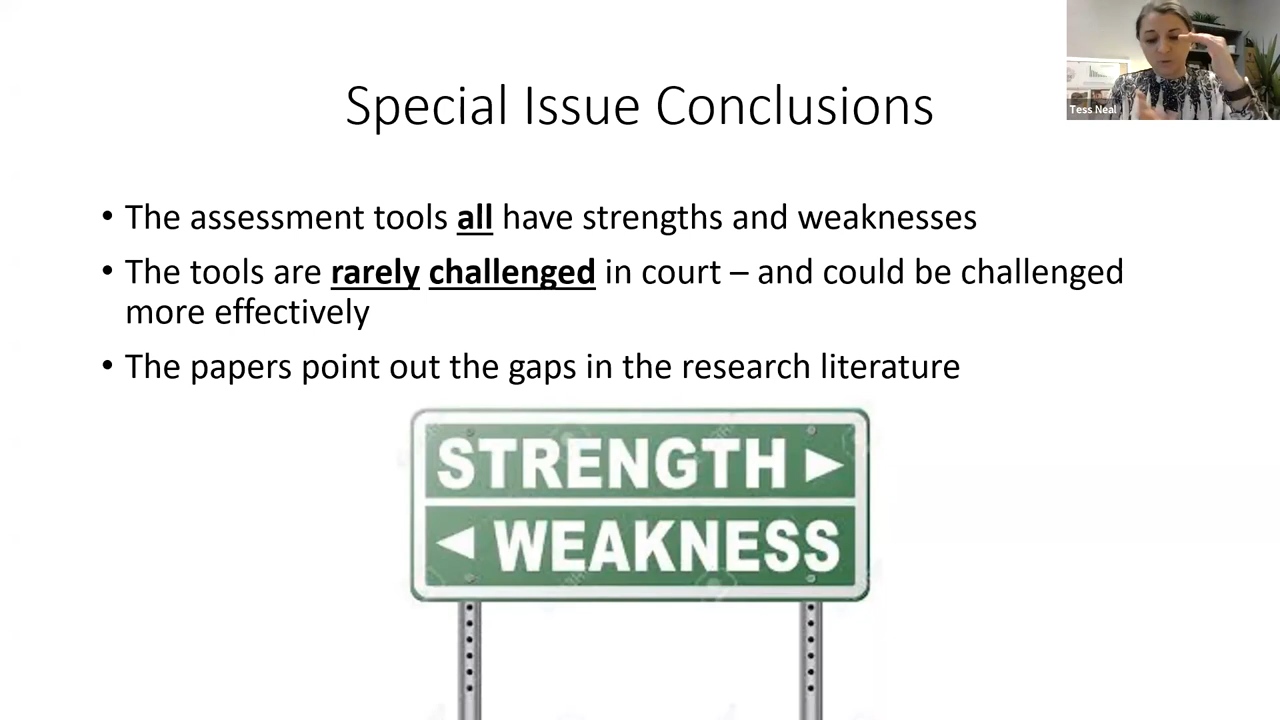 Special Issue Conclusions
Tess Neal
• The assessment tools all have strengths and weaknesses
• The tools are rarely challenged in court – and could be challenged
more effectively
• The papers point out the gaps in the research literature
STRENGTH
WEAKNESS